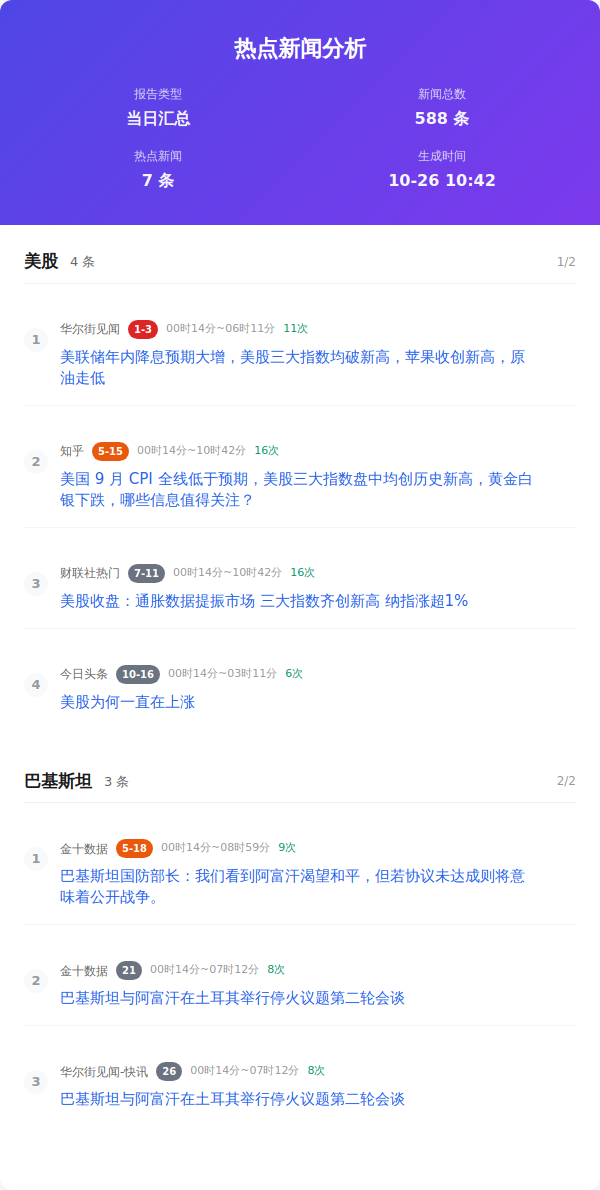 热点新闻分析
报告类型
新闻总数
当日汇总
588 条
热点新闻
生成时间
7 条
10-26 10:42
美股 4 条 1/2
1
华尔街见闻 1-3 00时14分~06时11分 11次
美联储年内降息预期大增，美股三大指数均破新高，苹果收创新高，原
油走低
2
知乎 5-15 00时14分~10时42分 16次
美国 9 月 CPI 全线低于预期，美股三大指数盘中均创历史新高，黄金白
银下跌，哪些信息值得关注？
3
财联社热门 7-11 00时14分~10时42分 16次
美股收盘：通胀数据提振市场 三大指数齐创新高 纳指涨超1%
4
今日头条 10-16 00时14分~03时11分 6次
美股为何一直在上涨
巴基斯坦 3 条 2/2
1
金十数据 5-18 00时14分~08时59分 9次
巴基斯坦国防部长：我们看到阿富汗渴望和平，但若协议未达成则将意
味着公开战争。
2
金十数据 21 00时14分~07时12分 8次
巴基斯坦与阿富汗在土耳其举行停火议题第二轮会谈
3
华尔街见闻-快讯 26 00时14分~07时12分 8次
巴基斯坦与阿富汗在土耳其举行停火议题第二轮会谈